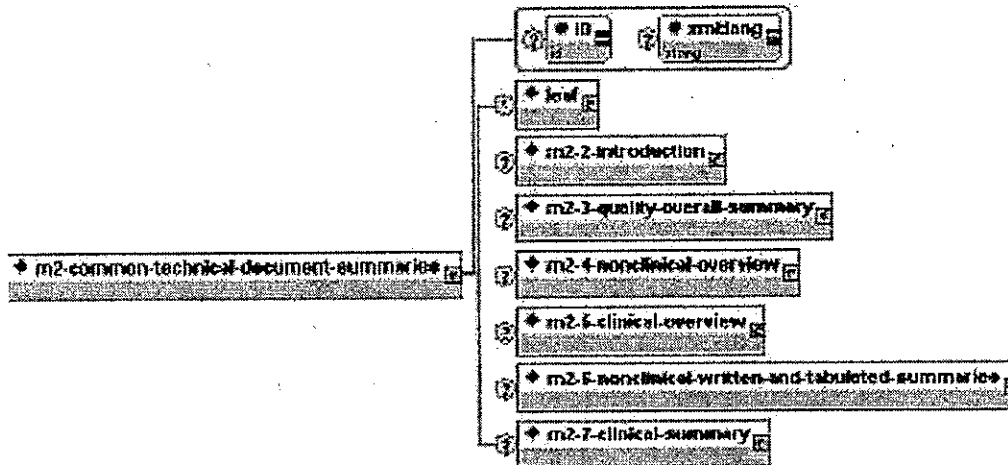 ID
xml:lang
id
xlang
leaf
m2-2-introduction
m2-3-quality-overall-summary
m2-common-technical-document-summaries
m2-4-nonclinical-overview
m2-5-clinical-overview
m2-6-nonclinical-written-and-tabulated-summaries
m2-7-clinical-summary